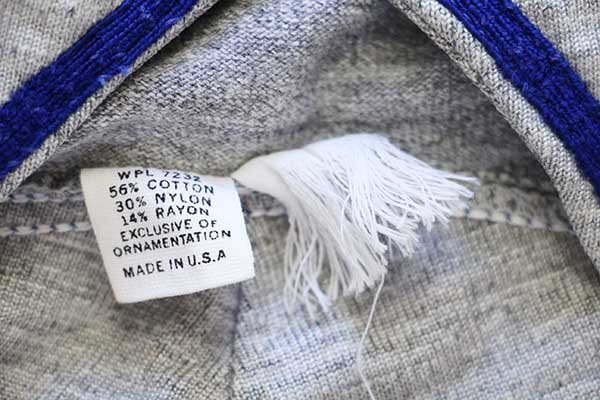 WPL 7232
56% COTTON
30% NYLON
14% RAYON
EXCLUSIVE OF
ORNAMENTATION
MADE IN U.S.A